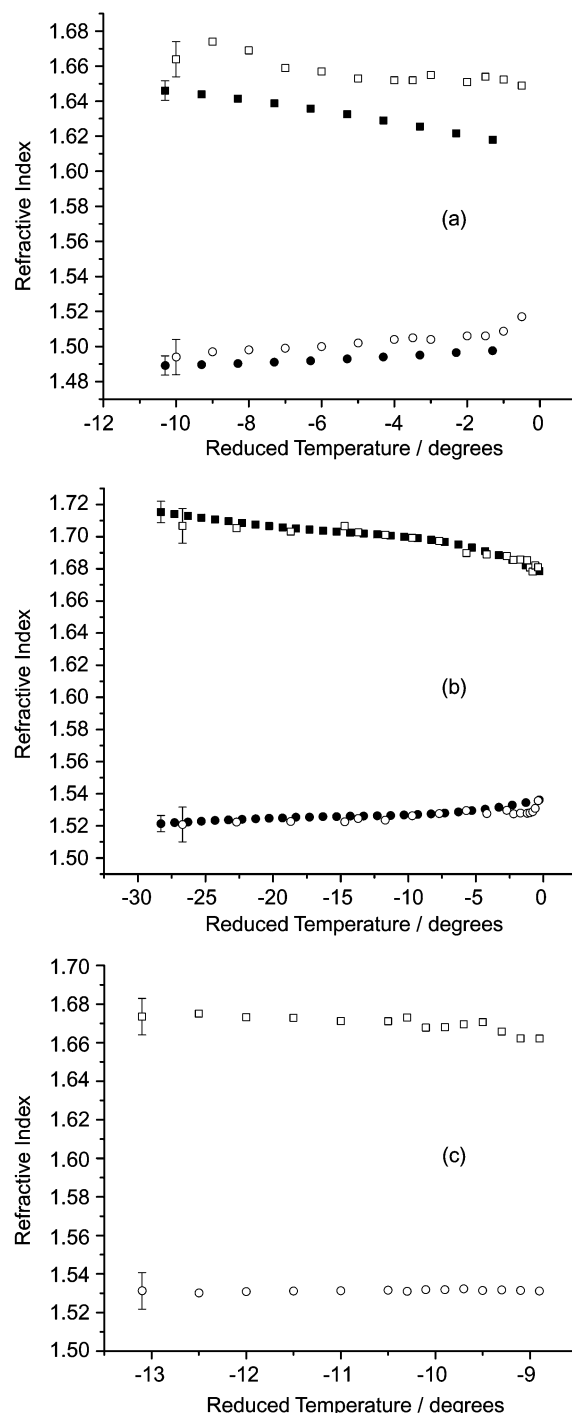 1.68
1.66
1.64
1.62
1.60
1.58
1.56
1.54
1.52
1.50
1.48
Refractive Index
(a)
-12 -10 -8 -6 -4 -2 0
Reduced Temperature / degrees
1.72
1.70
1.68
1.66
1.64
1.62
1.60
1.58
1.56
1.54
1.52
1.50
Refractive Index
(b)
-30 -25 -20 -15 -10 -5 0
Reduced Temperature / degrees
1.70
1.68
1.66
1.64
1.62
1.60
1.58
1.56
1.54
1.52
1.50
Refractive Index
(c)
-13 -12 -11 -10 -9
Reduced Temperature / degrees